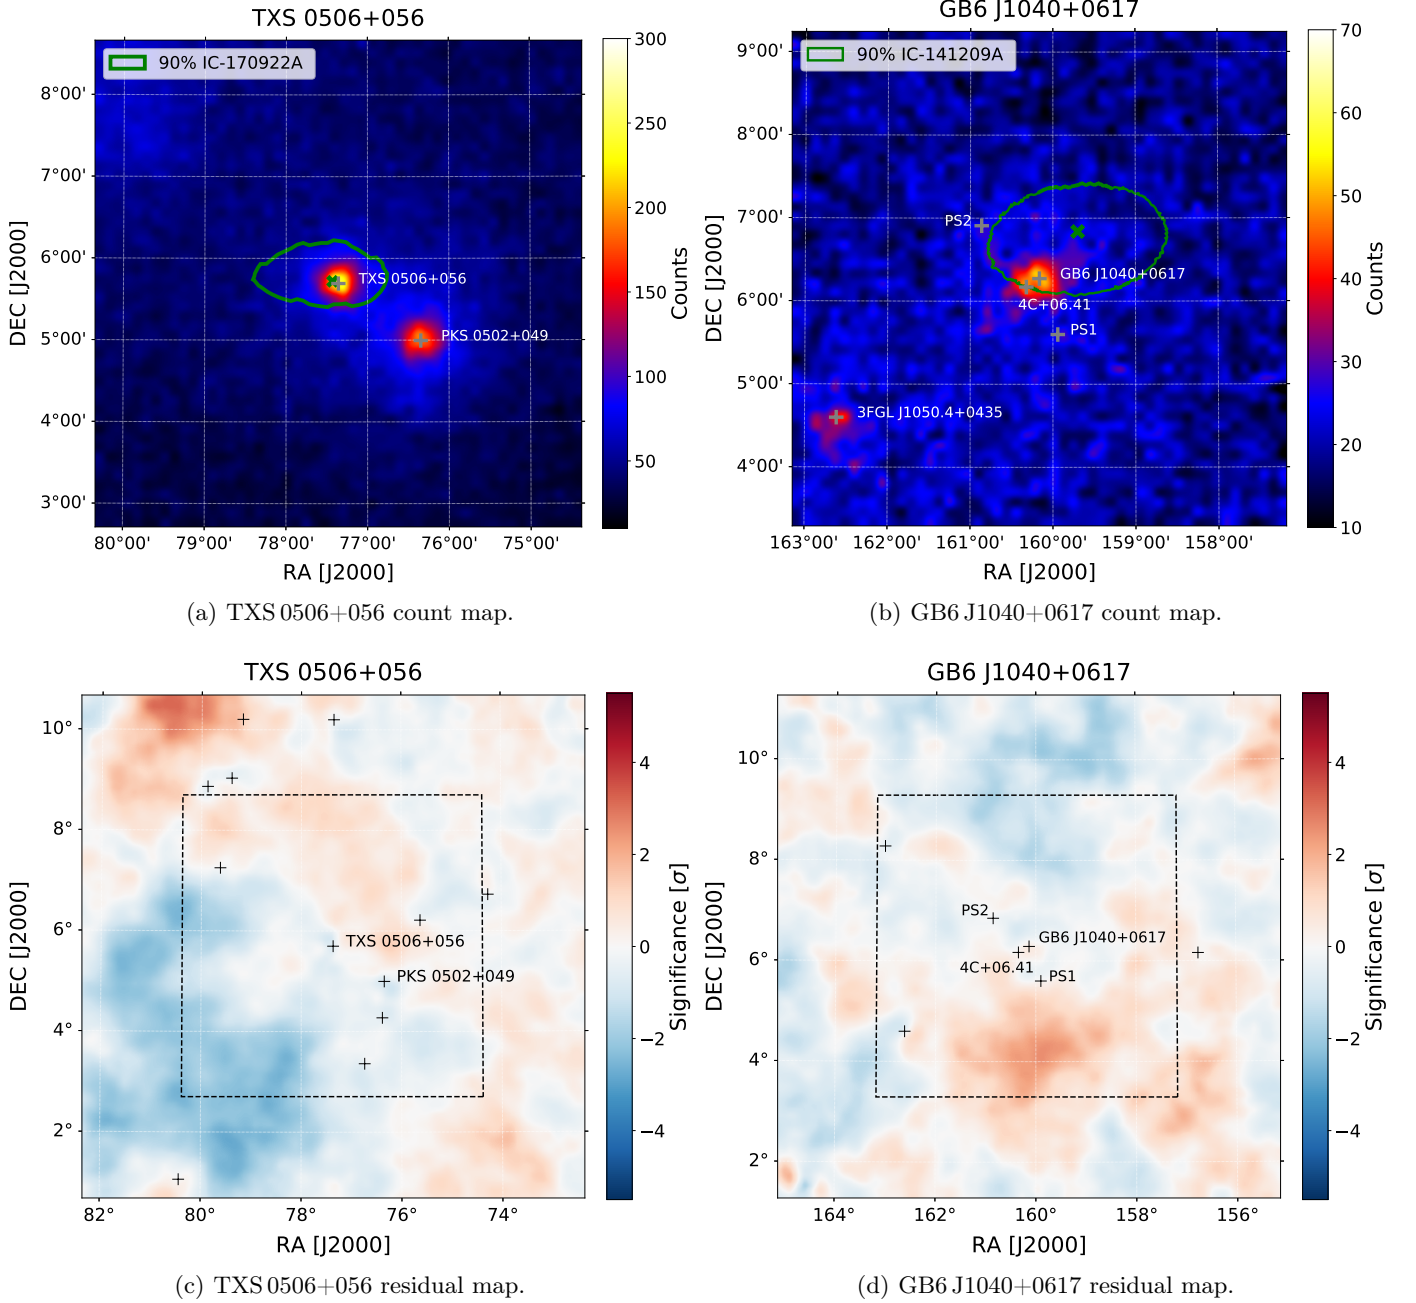 TXS 0506+056
90% IC-170922A
8°00'
7°00'
6°00'
5°00'
4°00'
3°00'
DEC [J2000]
TXS 0506+056
PKS 0502+049
80°00'
79°00'
78°00'
77°00'
76°00'
75°00'
RA [J2000]
300
250
200
150
100
50
Counts
(a) TXS 0506+056 count map.
GB6 J1040+0617
90% IC-141209A
9°00'
8°00'
7°00'
6°00'
5°00'
4°00'
DEC [J2000]
PS2
GB6 J1040+0617
4C+06.41
PS1
3FGL J1050.4+0435
163°00'
162°00'
161°00'
160°00'
159°00'
158°00'
RA [J2000]
70
60
50
40
30
20
10
Counts
(b) GB6 J1040+0617 count map.
TXS 0506+056
10°
8°
6°
4°
2°
DEC [J2000]
TXS 0506+056
PKS 0502+049
82°
80°
78°
76°
74°
RA [J2000]
4
2
0
−2
−4
Significance [σ]
(c) TXS 0506+056 residual map.
GB6 J1040+0617
10°
8°
6°
4°
2°
DEC [J2000]
PS2
GB6 J1040+0617
4C+06.41
PS1
164°
162°
160°
158°
156°
RA [J2000]
4
2
0
−2
−4
Significance [σ]
(d) GB6 J1040+0617 residual map.